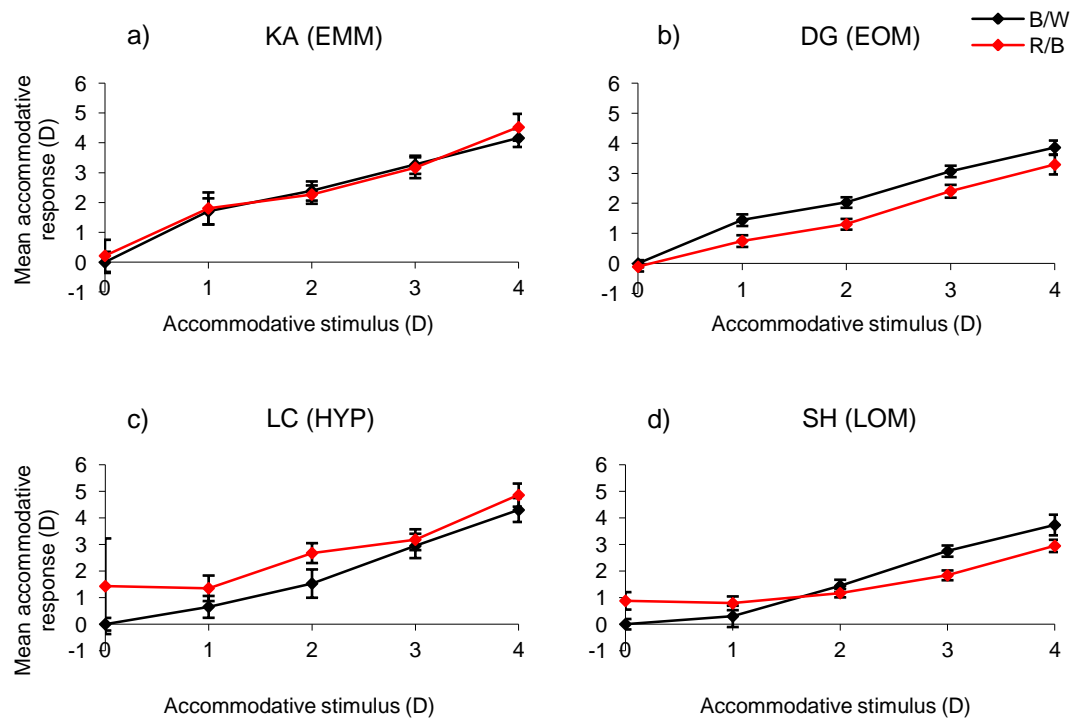 a)
KA (EMM)
b)
DG (EOM)
B/W
R/B
Mean accommodative
response (D)
6
5
4
3
2
1
0
-1
0 1 2 3 4
Accommodative stimulus (D)
6
5
4
3
2
1
0
-1
0 1 2 3 4
Accommodative stimulus (D)
c)
LC (HYP)
d)
SH (LOM)
Mean accommodative
response (D)
6
5
4
3
2
1
0
-1
0 1 2 3 4
Accommodative stimulus (D)
Mean accommodative
response (D)
6
5
4
3
2
1
0
-1
0 1 2 3 4
Accommodative stimulus (D)